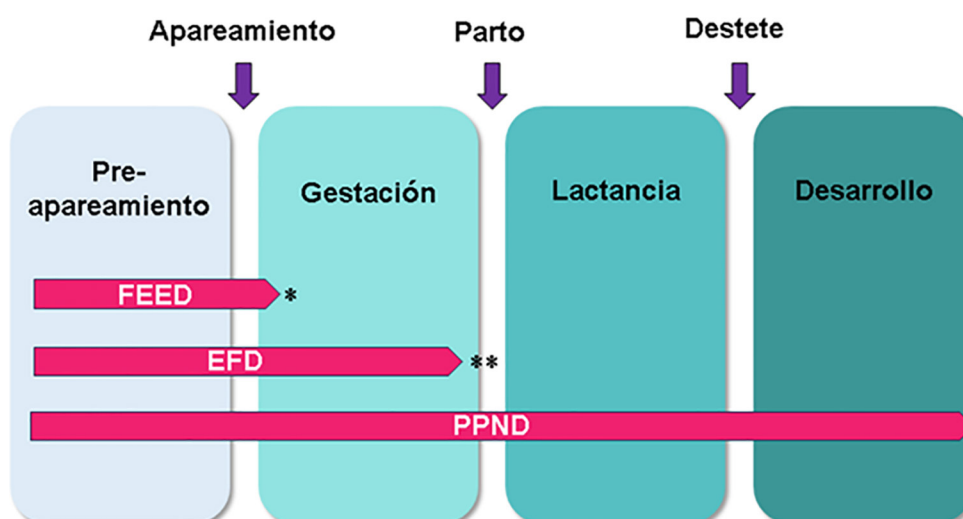 Apareamiento
Parto
Destete
Pre-
apareamiento
Gestación
Lactancia
Desarrollo
FEED *
EFD **
PPND